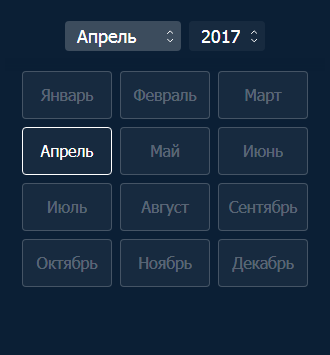 Апрель 2017
Январь Февраль Март
Апрель Май Июнь
Июль Август Сентябрь
Октябрь Ноябрь Декабрь